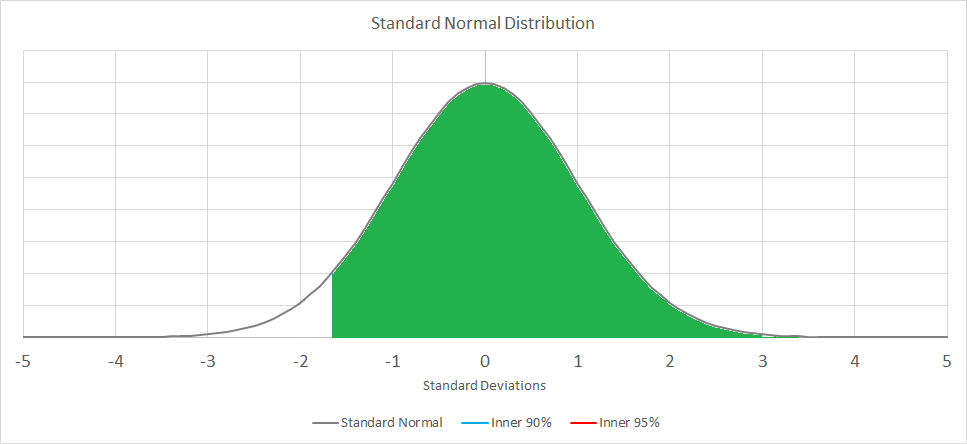 Standard Normal Distribution
-5 -4 -3 -2 -1 0 1 2 3 4 5
Standard Deviations
Standard Normal Inner 90% Inner 95%